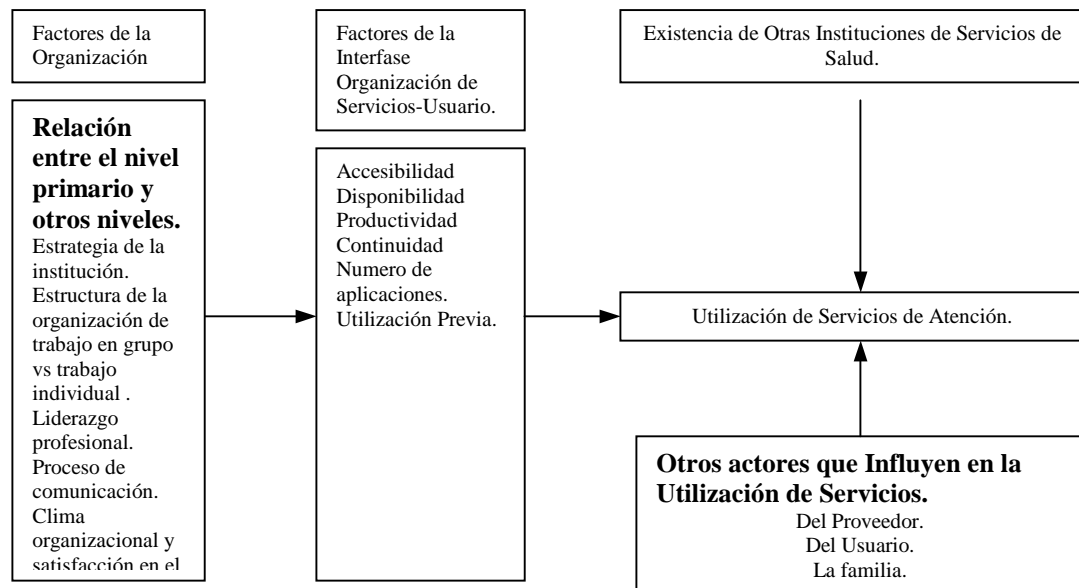 Factores de la
Organización
Relación
entre el nivel
primario y
otros niveles.
Estrategia de la
institución.
Estructura de la
organización de
trabajo en grupo
vs trabajo
individual .
Liderazgo
profesional.
Proceso de
comunicación.
Clima
organizacional y
satisfacción en el
Factores de la
Interfase
Organización de
Servicios-Usuario.
Accesibilidad
Disponibilidad
Productividad
Continuidad
Numero de
aplicaciones.
Utilización Previa.
Existencia de Otras Instituciones de Servicios de
Salud.
Utilización de Servicios de Atención.
Otros actores que Influyen en la
Utilización de Servicios.
Del Proveedor.
Del Usuario.
La familia.